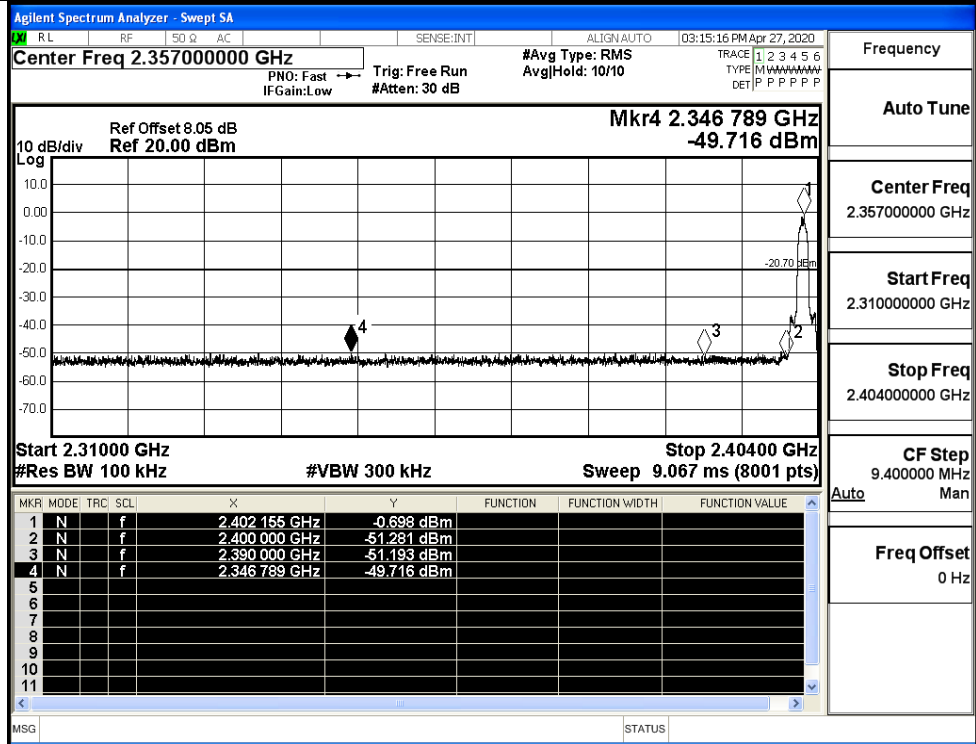 Agilent Spectrum Analyzer - Swept SA
LXI RL RF 50 Ω AC SENSE:INT ALIGN AUTO 03:15:16 PM Apr 27, 2020
Center Freq 2.357000000 GHz
PNO: Fast
IFGain:Low
Trig: Free Run
#Atten: 30 dB
#Avg Type: RMS
Avg|Hold: 10/10
TRACE 1 2 3 4 5 6
TYPE M WWWWW
DET P P P P P P
Mkr4 2.346 789 GHz
-49.716 dBm
Ref Offset 8.05 dB
10 dB/div Ref 20.00 dBm
Log
10.0
0.00
-10.0
-20.0
-30.0
-40.0
-50.0
-60.0
-70.0
1
-20.70 dBm
4
3
2
Start 2.31000 GHz Stop 2.40400 GHz
#Res BW 100 kHz #VBW 300 kHz Sweep 9.067 ms (8001 pts)
MKR MODE TRC SCL X Y FUNCTION FUNCTION WIDTH FUNCTION VALUE
1 N f 2.402 155 GHz -0.698 dBm
2 N f 2.400 000 GHz -51.281 dBm
3 N f 2.390 000 GHz -51.193 dBm
4 N f 2.346 789 GHz -49.716 dBm
5
6
7
8
9
10
11
MSG STATUS
Frequency
Auto Tune
Center Freq
2.357000000 GHz
Start Freq
2.310000000 GHz
Stop Freq
2.404000000 GHz
CF Step
9.400000 MHz
Auto Man
Freq Offset
0 Hz